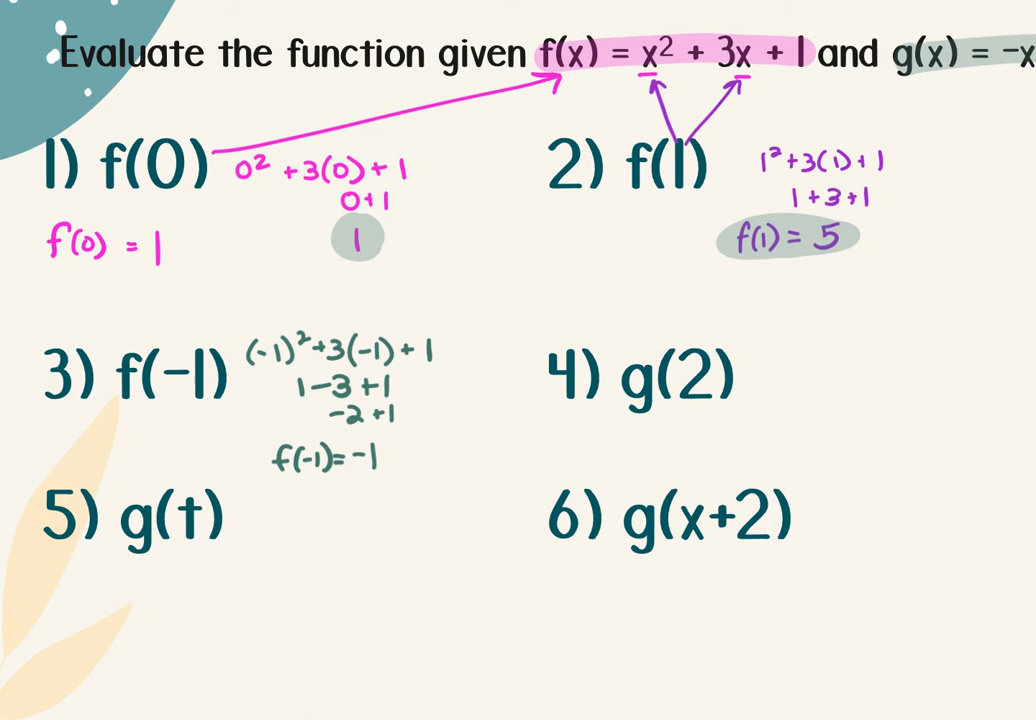 Evaluate the function given f(x) = x² + 3x + 1 and g(x) = -x
1) f(0)
0² + 3(0) + 1
0 + 1
1
f(0) = 1
2) f(1)
1² + 3(1) + 1
1 + 3 + 1
f(1) = 5
3) f(-1)
(-1)² + 3(-1) + 1
1 - 3 + 1
-2 + 1
f(-1) = -1
4) g(2)
5) g(t)
6) g(x+2)